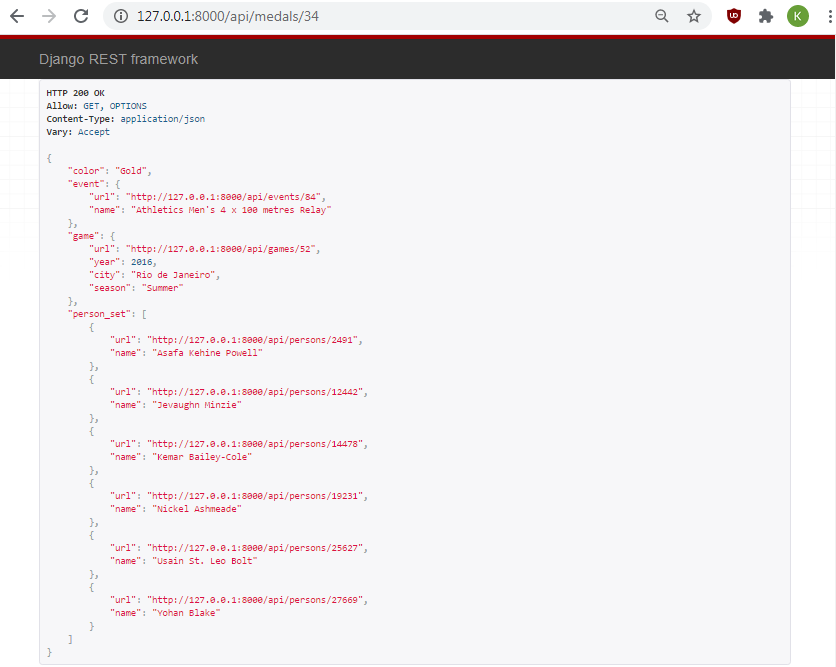 127.0.0.1:8000/api/medals/34
UD
K
Django REST framework
HTTP 200 OK
Allow: GET, OPTIONS
Content-Type: application/json
Vary: Accept
{
"color": "Gold",
"event": {
"url": "http://127.0.0.1:8000/api/events/84",
"name": "Athletics Men's 4 x 100 metres Relay"
},
"game": {
"url": "http://127.0.0.1:8000/api/games/52",
"year": 2016,
"city": "Rio de Janeiro",
"season": "Summer"
},
"person_set": [
{
"url": "http://127.0.0.1:8000/api/persons/2491",
"name": "Asafa Kehine Powell"
},
{
"url": "http://127.0.0.1:8000/api/persons/12442",
"name": "Jevaughn Minzie"
},
{
"url": "http://127.0.0.1:8000/api/persons/14478",
"name": "Kemar Bailey-Cole"
},
{
"url": "http://127.0.0.1:8000/api/persons/19231",
"name": "Nickel Ashmeade"
},
{
"url": "http://127.0.0.1:8000/api/persons/25627",
"name": "Usain St. Leo Bolt"
},
{
"url": "http://127.0.0.1:8000/api/persons/27669",
"name": "Yohan Blake"
}
]
}